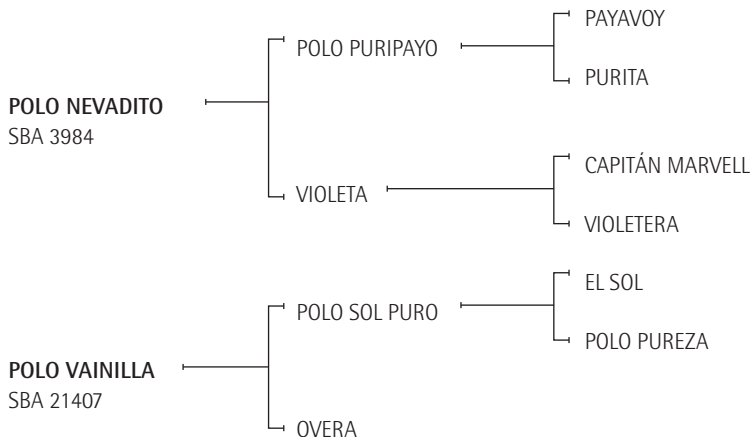 PAYAVOY
POLO PURIPAYO
PURITA
POLO NEVADITO
SBA 3984
CAPITÁN MARVELL
VIOLETA
VIOLETERA
EL SOL
POLO SOL PURO
POLO PUREZA
POLO VAINILLA
SBA 21407
OVERA